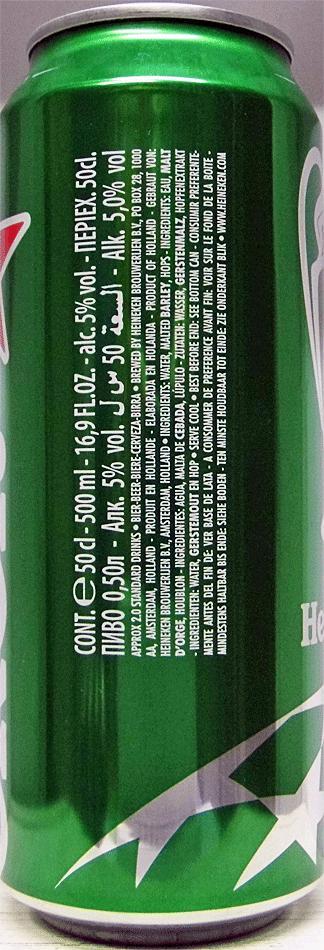 CONT. ℮ 50 cl - 500 ml - 16,9 FL.OZ. - alc. 5% vol. - ΠΕΡΙΕΧ. 50cl.
ПИВО 0,50л - Алк. 5% vol. السعة 50 س ل - Alk. 5,0% vol
APPROX 2.0 STANDARD DRINKS • BIER-BEER-BIERE-CERVEZA-BIRRA • BREWED BY HEINEKEN BROUWERIJEN B.V., PO BOX 28, 1000
AA, AMSTERDAM, HOLLAND - PRODUIT EN HOLLANDE - ELABORADA EN HOLANDA - PRODUCT OF HOLLAND - GEBRAUT VON:
HEINEKEN BROUWERIJEN B.V., AMSTERDAM, HOLLAND • INGREDIENTS: WATER, MALTED BARLEY, HOPS - INGREDIENTS: EAU, MALT
D'ORGE, HOUBLON - INGREDIENTES: AGUA, MALTA DE CEBADA, LÚPULO - ZUTATEN: WASSER, GERSTENMALZ, HOPFENEXTRAKT
- INGREDIENTEN: WATER, GERSTEMOUT EN HOP • SERVE COOL • BEST BEFORE END: SEE BOTTOM CAN - CONSUMIR PREFERENTE-
MENTE ANTES DEL FIN DE: VER BASE DE LATA - A CONSOMMER DE PREFERENCE AVANT FIN: VOIR SUR LE FOND DE LA BOITE -
MINDESTENS HALTBAR BIS ENDE: SIEHE BODEN - TEN MINSTE HOUDBAAR TOT EINDE: ZIE ONDERKANT BLIK • WWW.HEINEKEN.COM